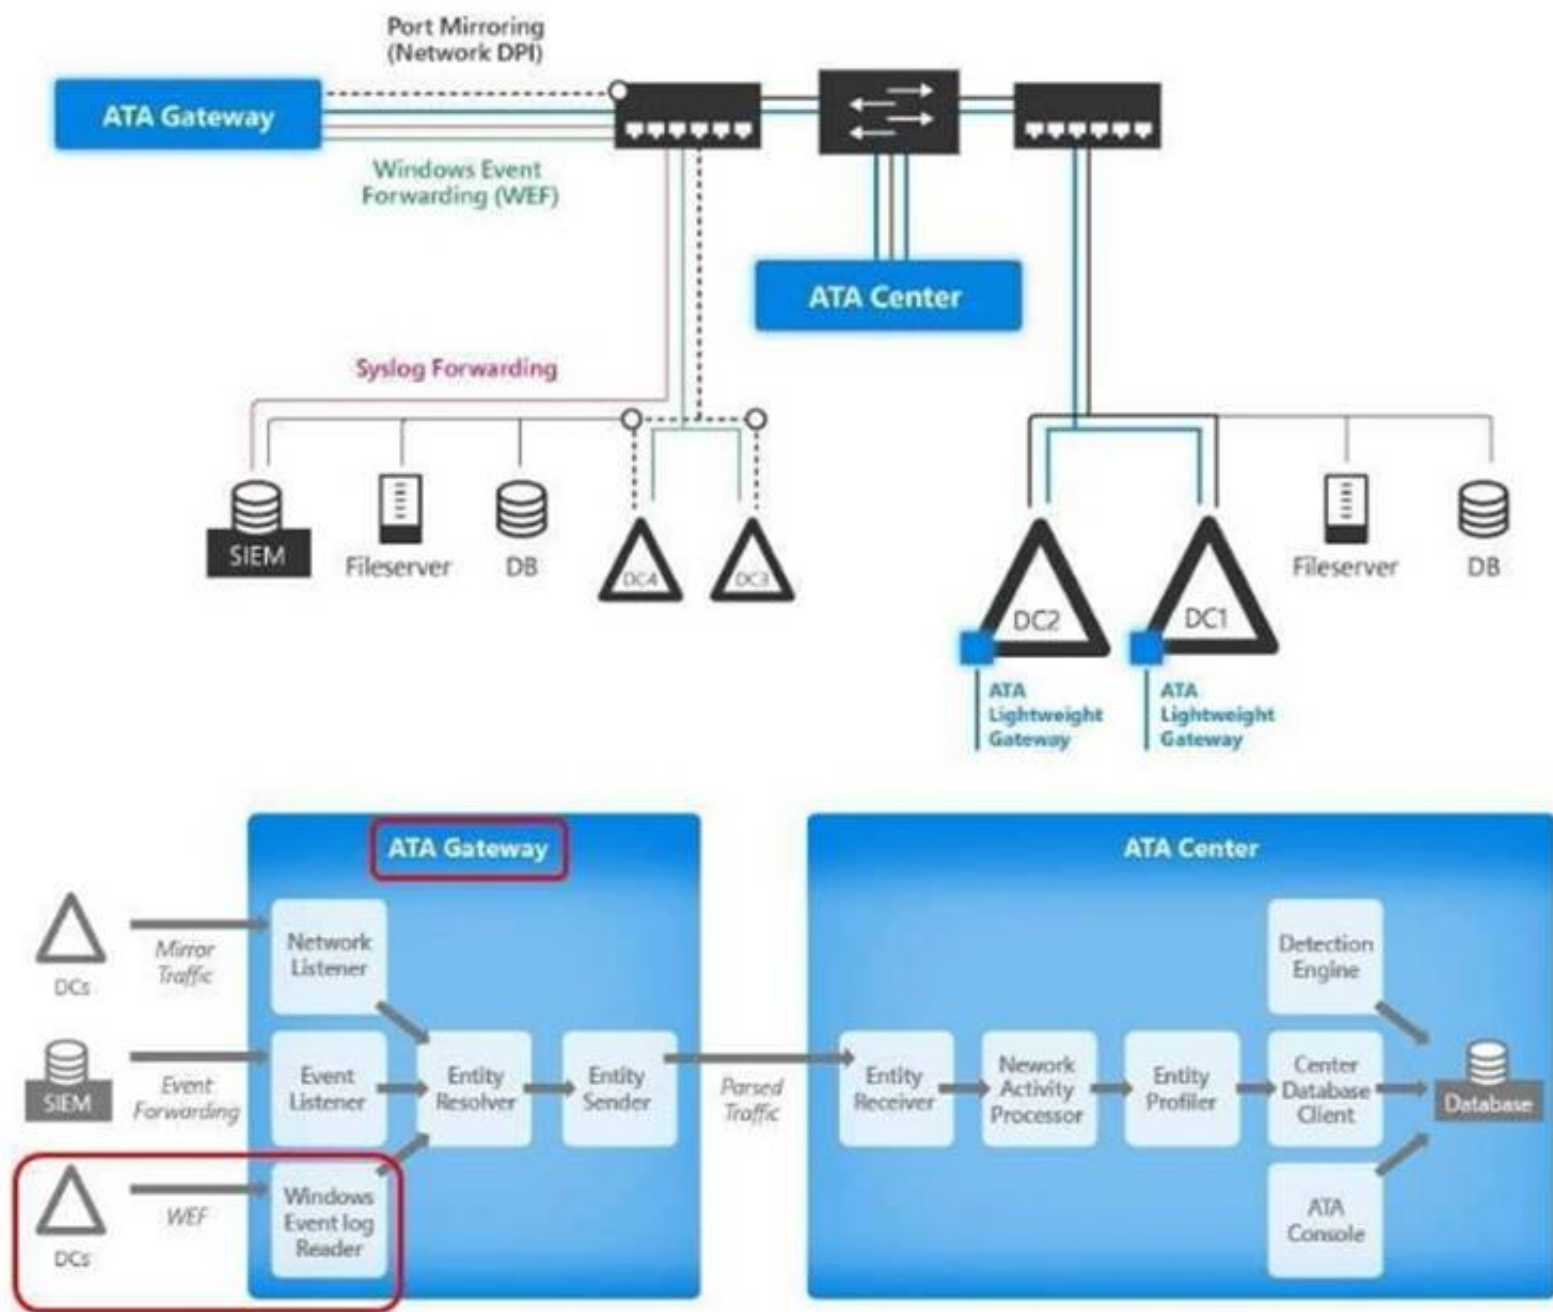 Port Mirroring
(Network DPI)
ATA Gateway
Windows Event
Forwarding (WEF)
ATA Center
Syslog Forwarding
SIEM
Fileserver
DB
DC4
DC3
DC2
DC1
Fileserver
DB
ATA
Lightweight
Gateway
ATA
Lightweight
Gateway
ATA Gateway
ATA Center
DCs
Mirror
Traffic
Network
Listener
Detection
Engine
SIEM
Event
Forwarding
Event
Listener
Entity
Resolver
Entity
Sender
Parsed
Traffic
Entity
Receiver
Nework
Activity
Processor
Entity
Profiler
Center
Database
Client
Database
DCs
WEF
Windows
Event log
Reader
ATA
Console